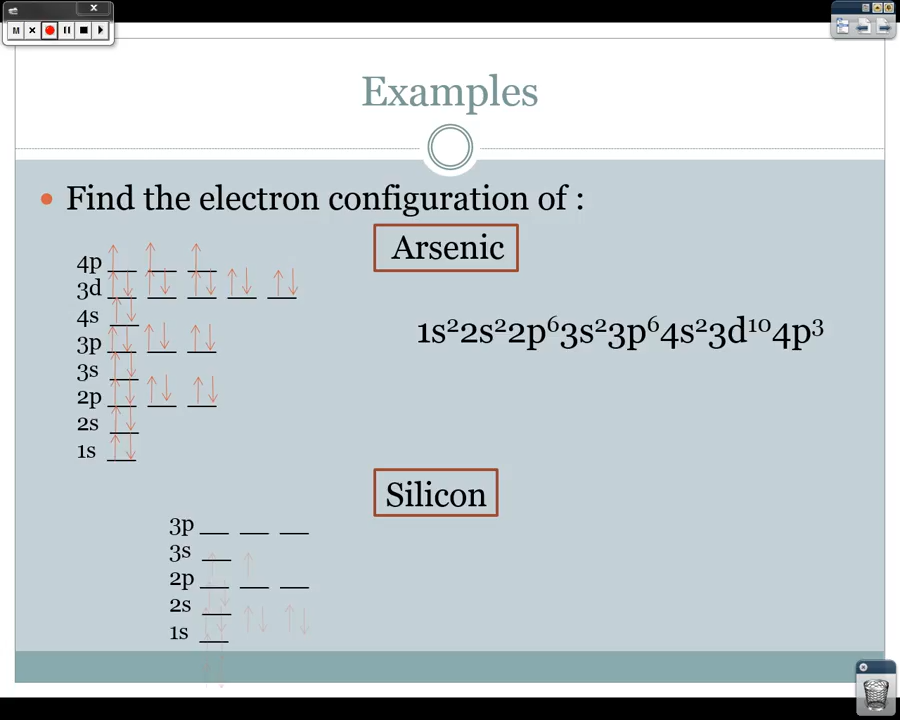 M
Examples
Find the electron configuration of :
Arsenic
4p
3d
4s
3p
3s
2p
2s
1s
1s²2s²2p⁶3s²3p⁶4s²3d¹⁰4p³
Silicon
3p
3s
2p
2s
1s